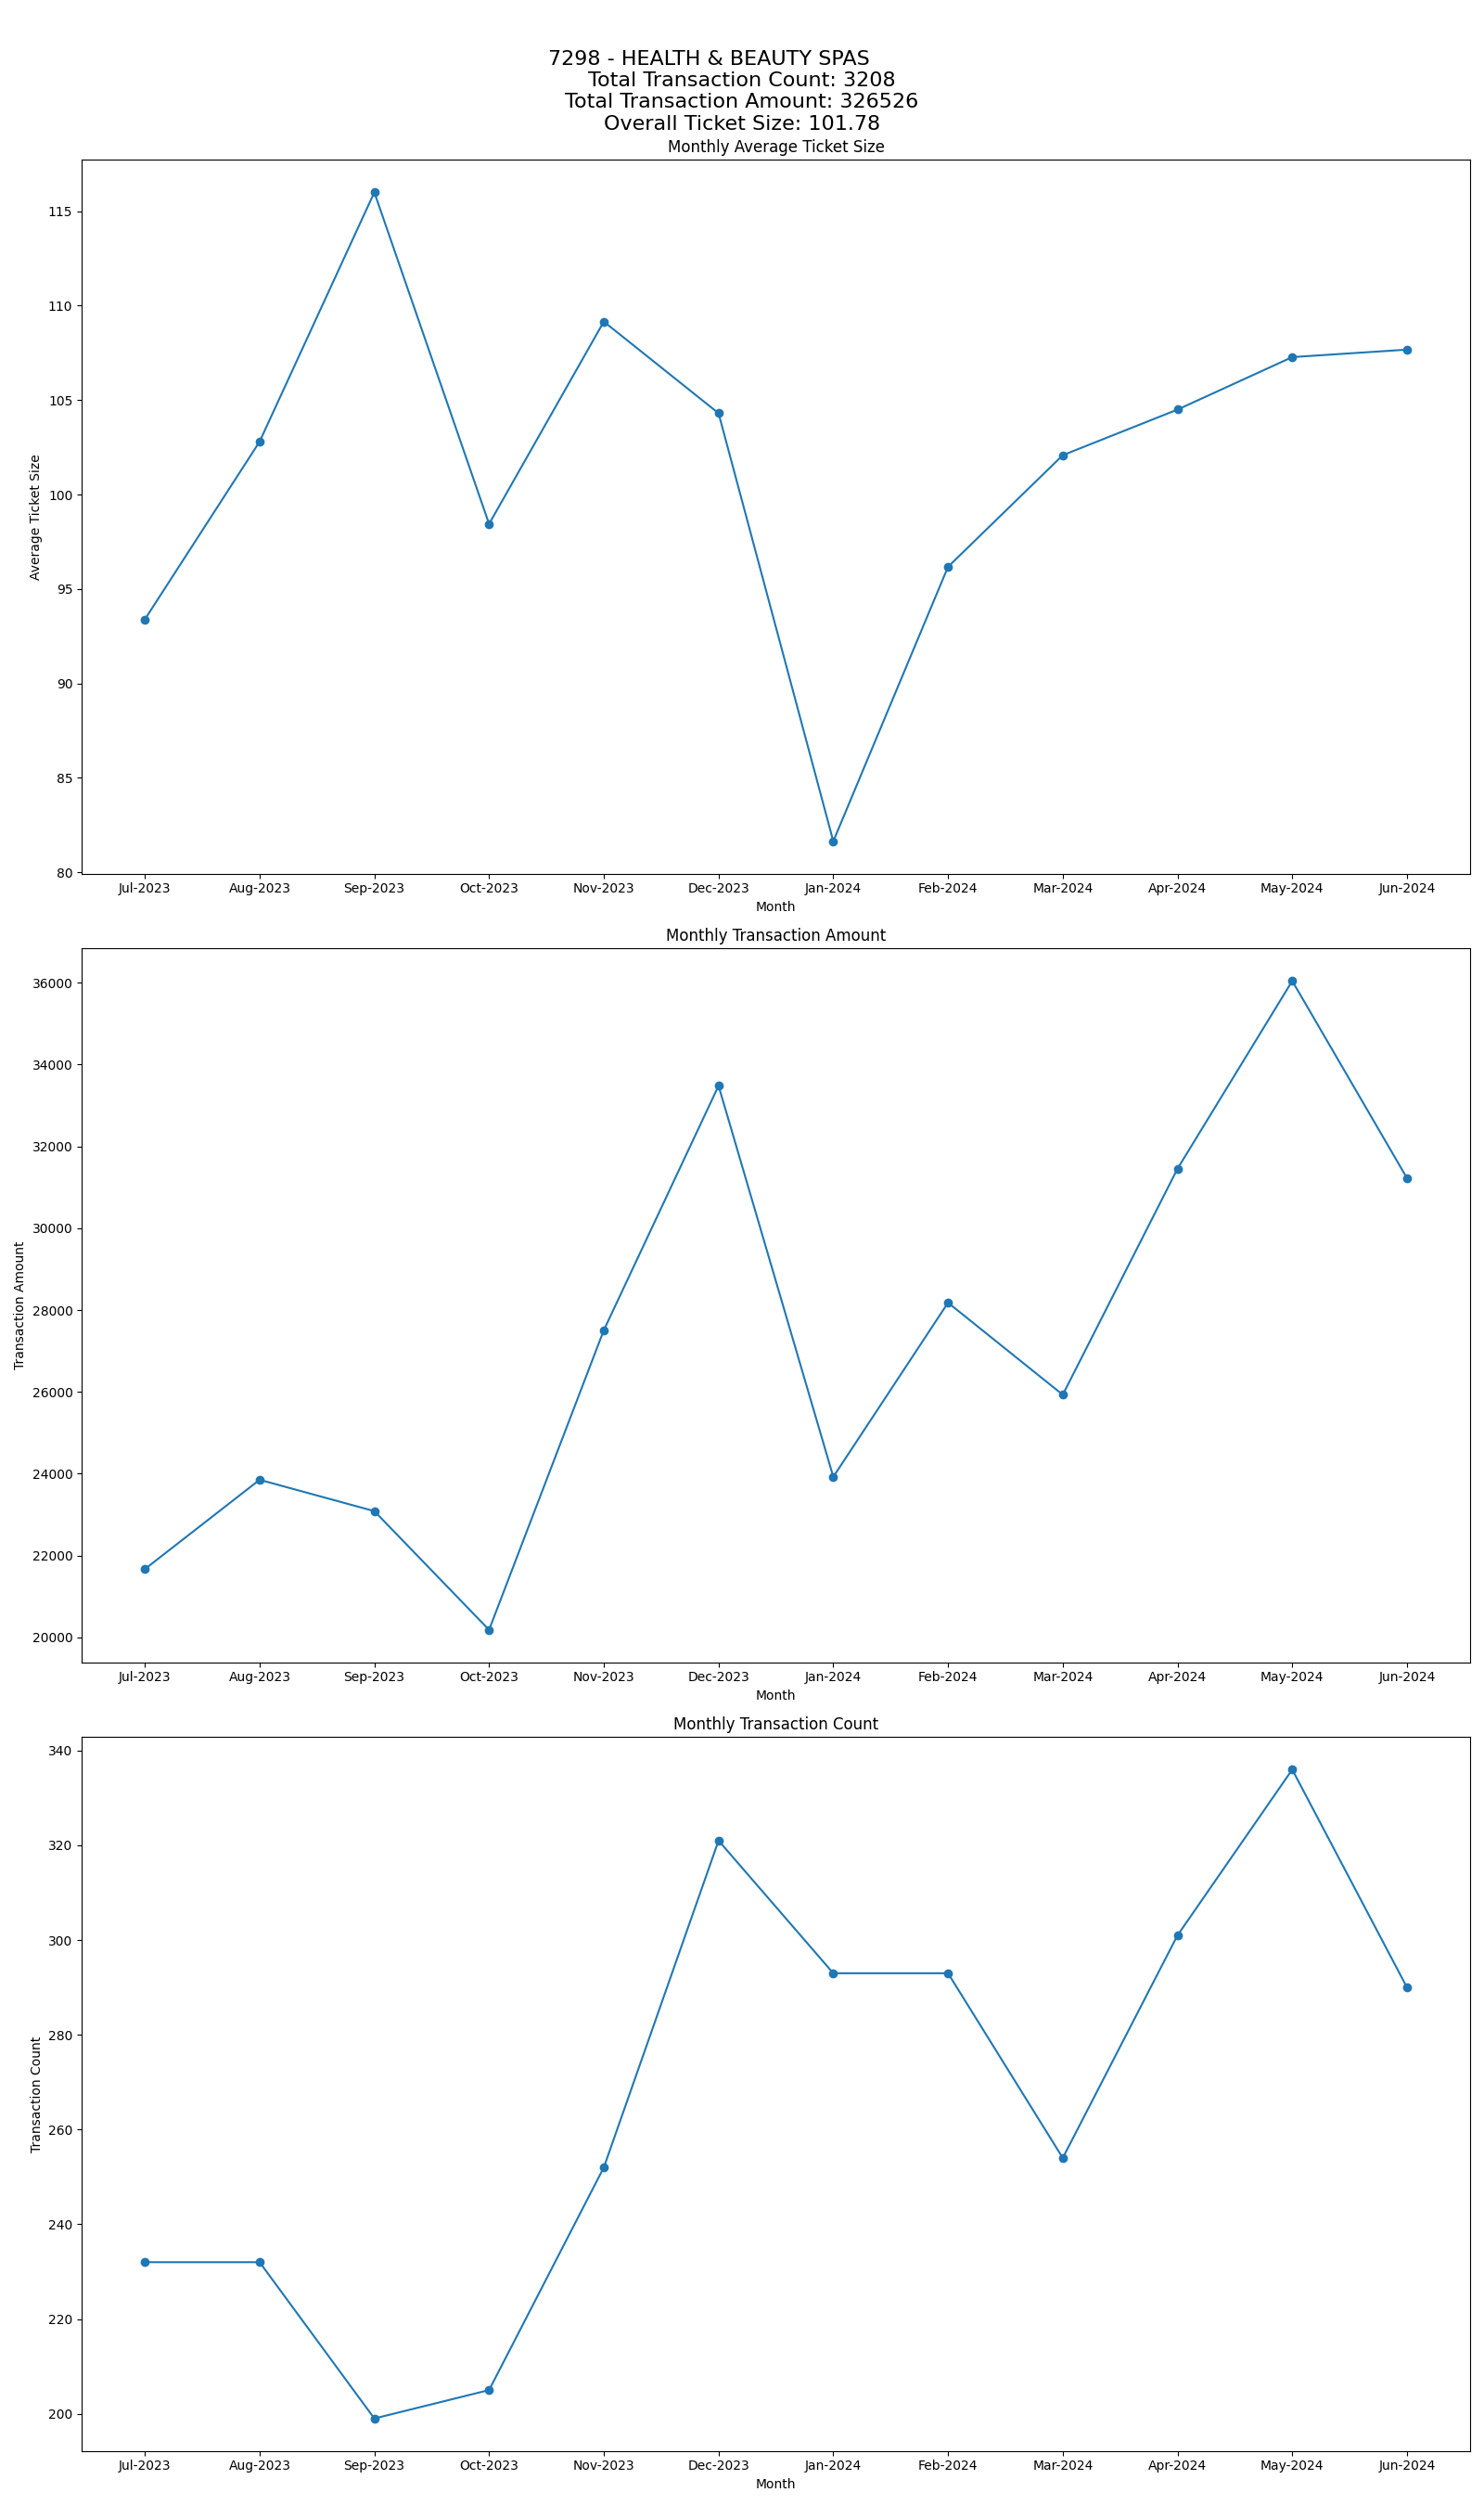 7298 - HEALTH & BEAUTY SPAS
Total Transaction Count: 3208
Total Transaction Amount: 326526
Overall Ticket Size: 101.78
Monthly Average Ticket Size
115
110
105
100
95
90
85
80
Average Ticket Size
Jul-2023 Aug-2023 Sep-2023 Oct-2023 Nov-2023 Dec-2023 Jan-2024 Feb-2024 Mar-2024 Apr-2024 May-2024 Jun-2024
Month
Monthly Transaction Amount
36000
34000
32000
30000
28000
26000
24000
22000
20000
Transaction Amount
Jul-2023 Aug-2023 Sep-2023 Oct-2023 Nov-2023 Dec-2023 Jan-2024 Feb-2024 Mar-2024 Apr-2024 May-2024 Jun-2024
Month
Monthly Transaction Count
340
320
300
280
260
240
220
200
Transaction Count
Jul-2023 Aug-2023 Sep-2023 Oct-2023 Nov-2023 Dec-2023 Jan-2024 Feb-2024 Mar-2024 Apr-2024 May-2024 Jun-2024
Month